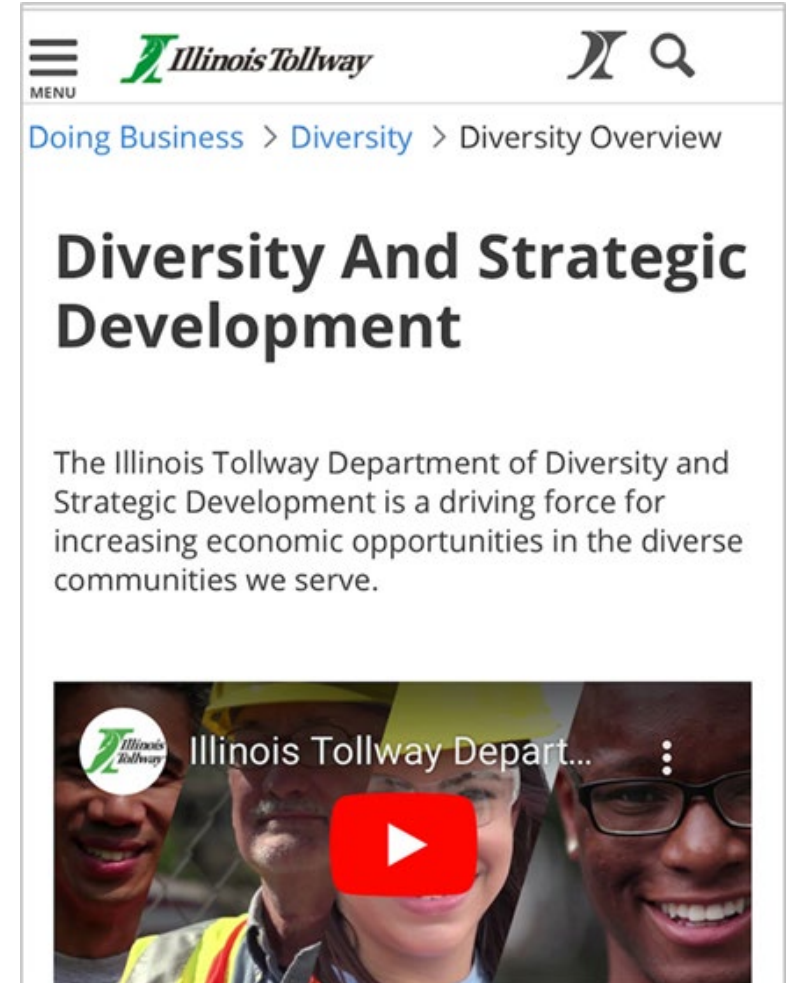 Illinois Tollway
MENU
Doing Business > Diversity > Diversity Overview
Diversity And Strategic
Development
The Illinois Tollway Department of Diversity and
Strategic Development is a driving force for
increasing economic opportunities in the diverse
communities we serve.
Illinois
Tollway
Illinois Tollway Depart...